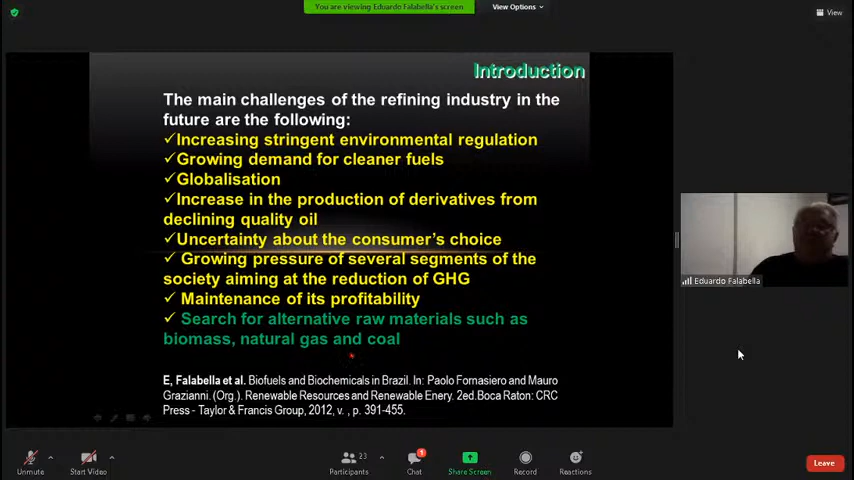 You are viewing Eduardo Falabella's screen
View Options
View
Introduction
The main challenges of the refining industry in the
future are the following:
✓Increasing stringent environmental regulation
✓Growing demand for cleaner fuels
✓Globalisation
✓Increase in the production of derivatives from
declining quality oil
✓Uncertainty about the consumer's choice
✓ Growing pressure of several segments of the
society aiming at the reduction of GHG
✓ Maintenance of its profitability
✓ Search for alternative raw materials such as
biomass, natural gas and coal
E, Falabella et al. Biofuels and Biochemicals in Brazil. In: Paolo Fornasiero and Mauro
Grazianni. (Org.). Renewable Resources and Renewable Enery. 2ed.Boca Raton: CRC
Press - Taylor & Francis Group, 2012, v. , p. 391-455.
Eduardo Falabella
Unmute
Start Video
23
Participants
1
Chat
Share Screen
Record
Reactions
Leave